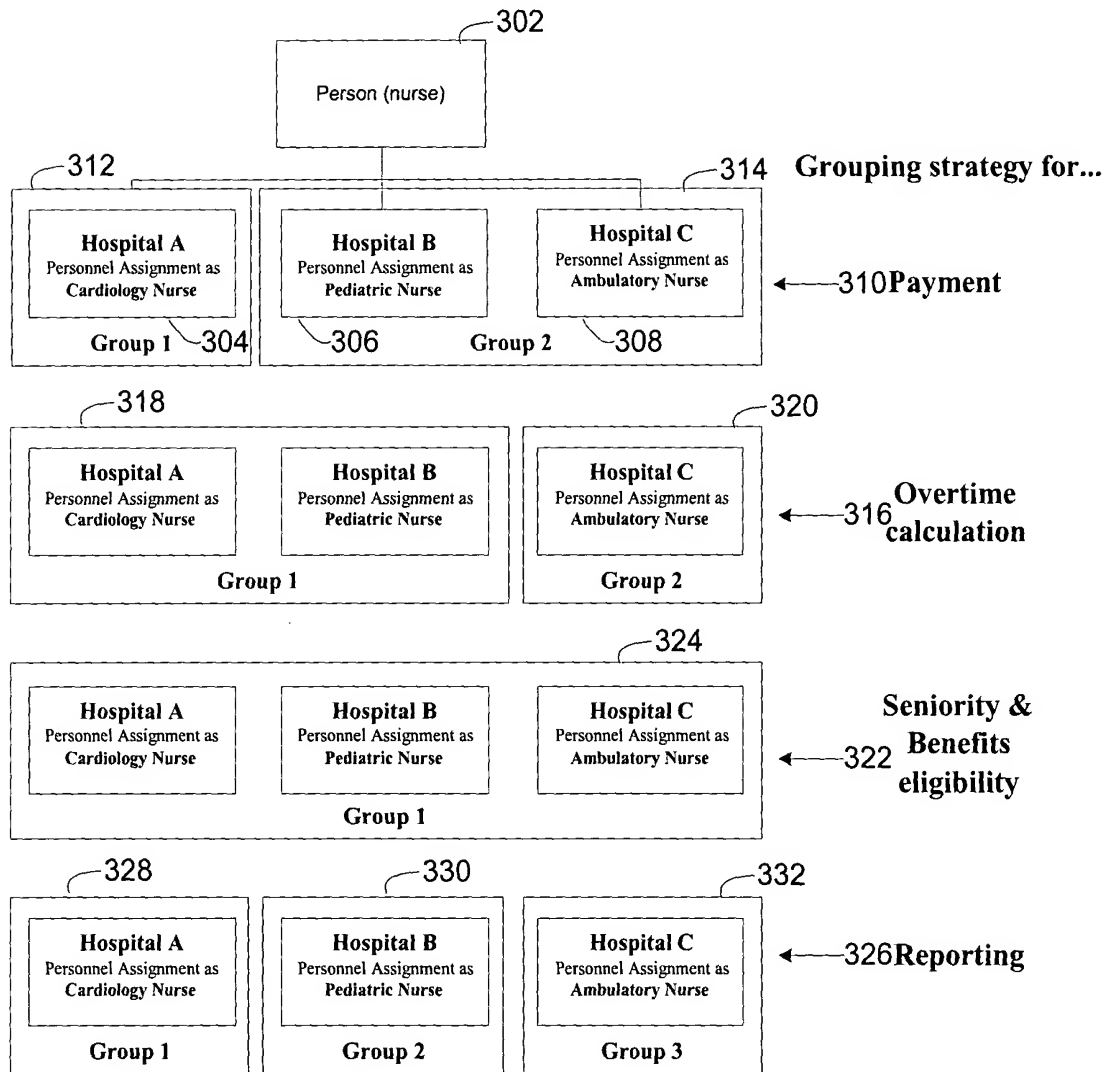 302
Person (nurse)
312
314
Grouping strategy for...
Hospital A
Personnel Assignment as
Cardiology Nurse
Hospital B
Personnel Assignment as
Pediatric Nurse
Hospital C
Personnel Assignment as
Ambulatory Nurse
310 Payment
Group 1
304
306
Group 2
308
318
320
Hospital A
Personnel Assignment as
Cardiology Nurse
Hospital B
Personnel Assignment as
Pediatric Nurse
Hospital C
Personnel Assignment as
Ambulatory Nurse
316 Overtime
calculation
Group 1
Group 2
324
Hospital A
Personnel Assignment as
Cardiology Nurse
Hospital B
Personnel Assignment as
Pediatric Nurse
Hospital C
Personnel Assignment as
Ambulatory Nurse
Seniority &
322 Benefits
eligibility
Group 1
328
330
332
Hospital A
Personnel Assignment as
Cardiology Nurse
Hospital B
Personnel Assignment as
Pediatric Nurse
Hospital C
Personnel Assignment as
Ambulatory Nurse
326 Reporting
Group 1
Group 2
Group 3